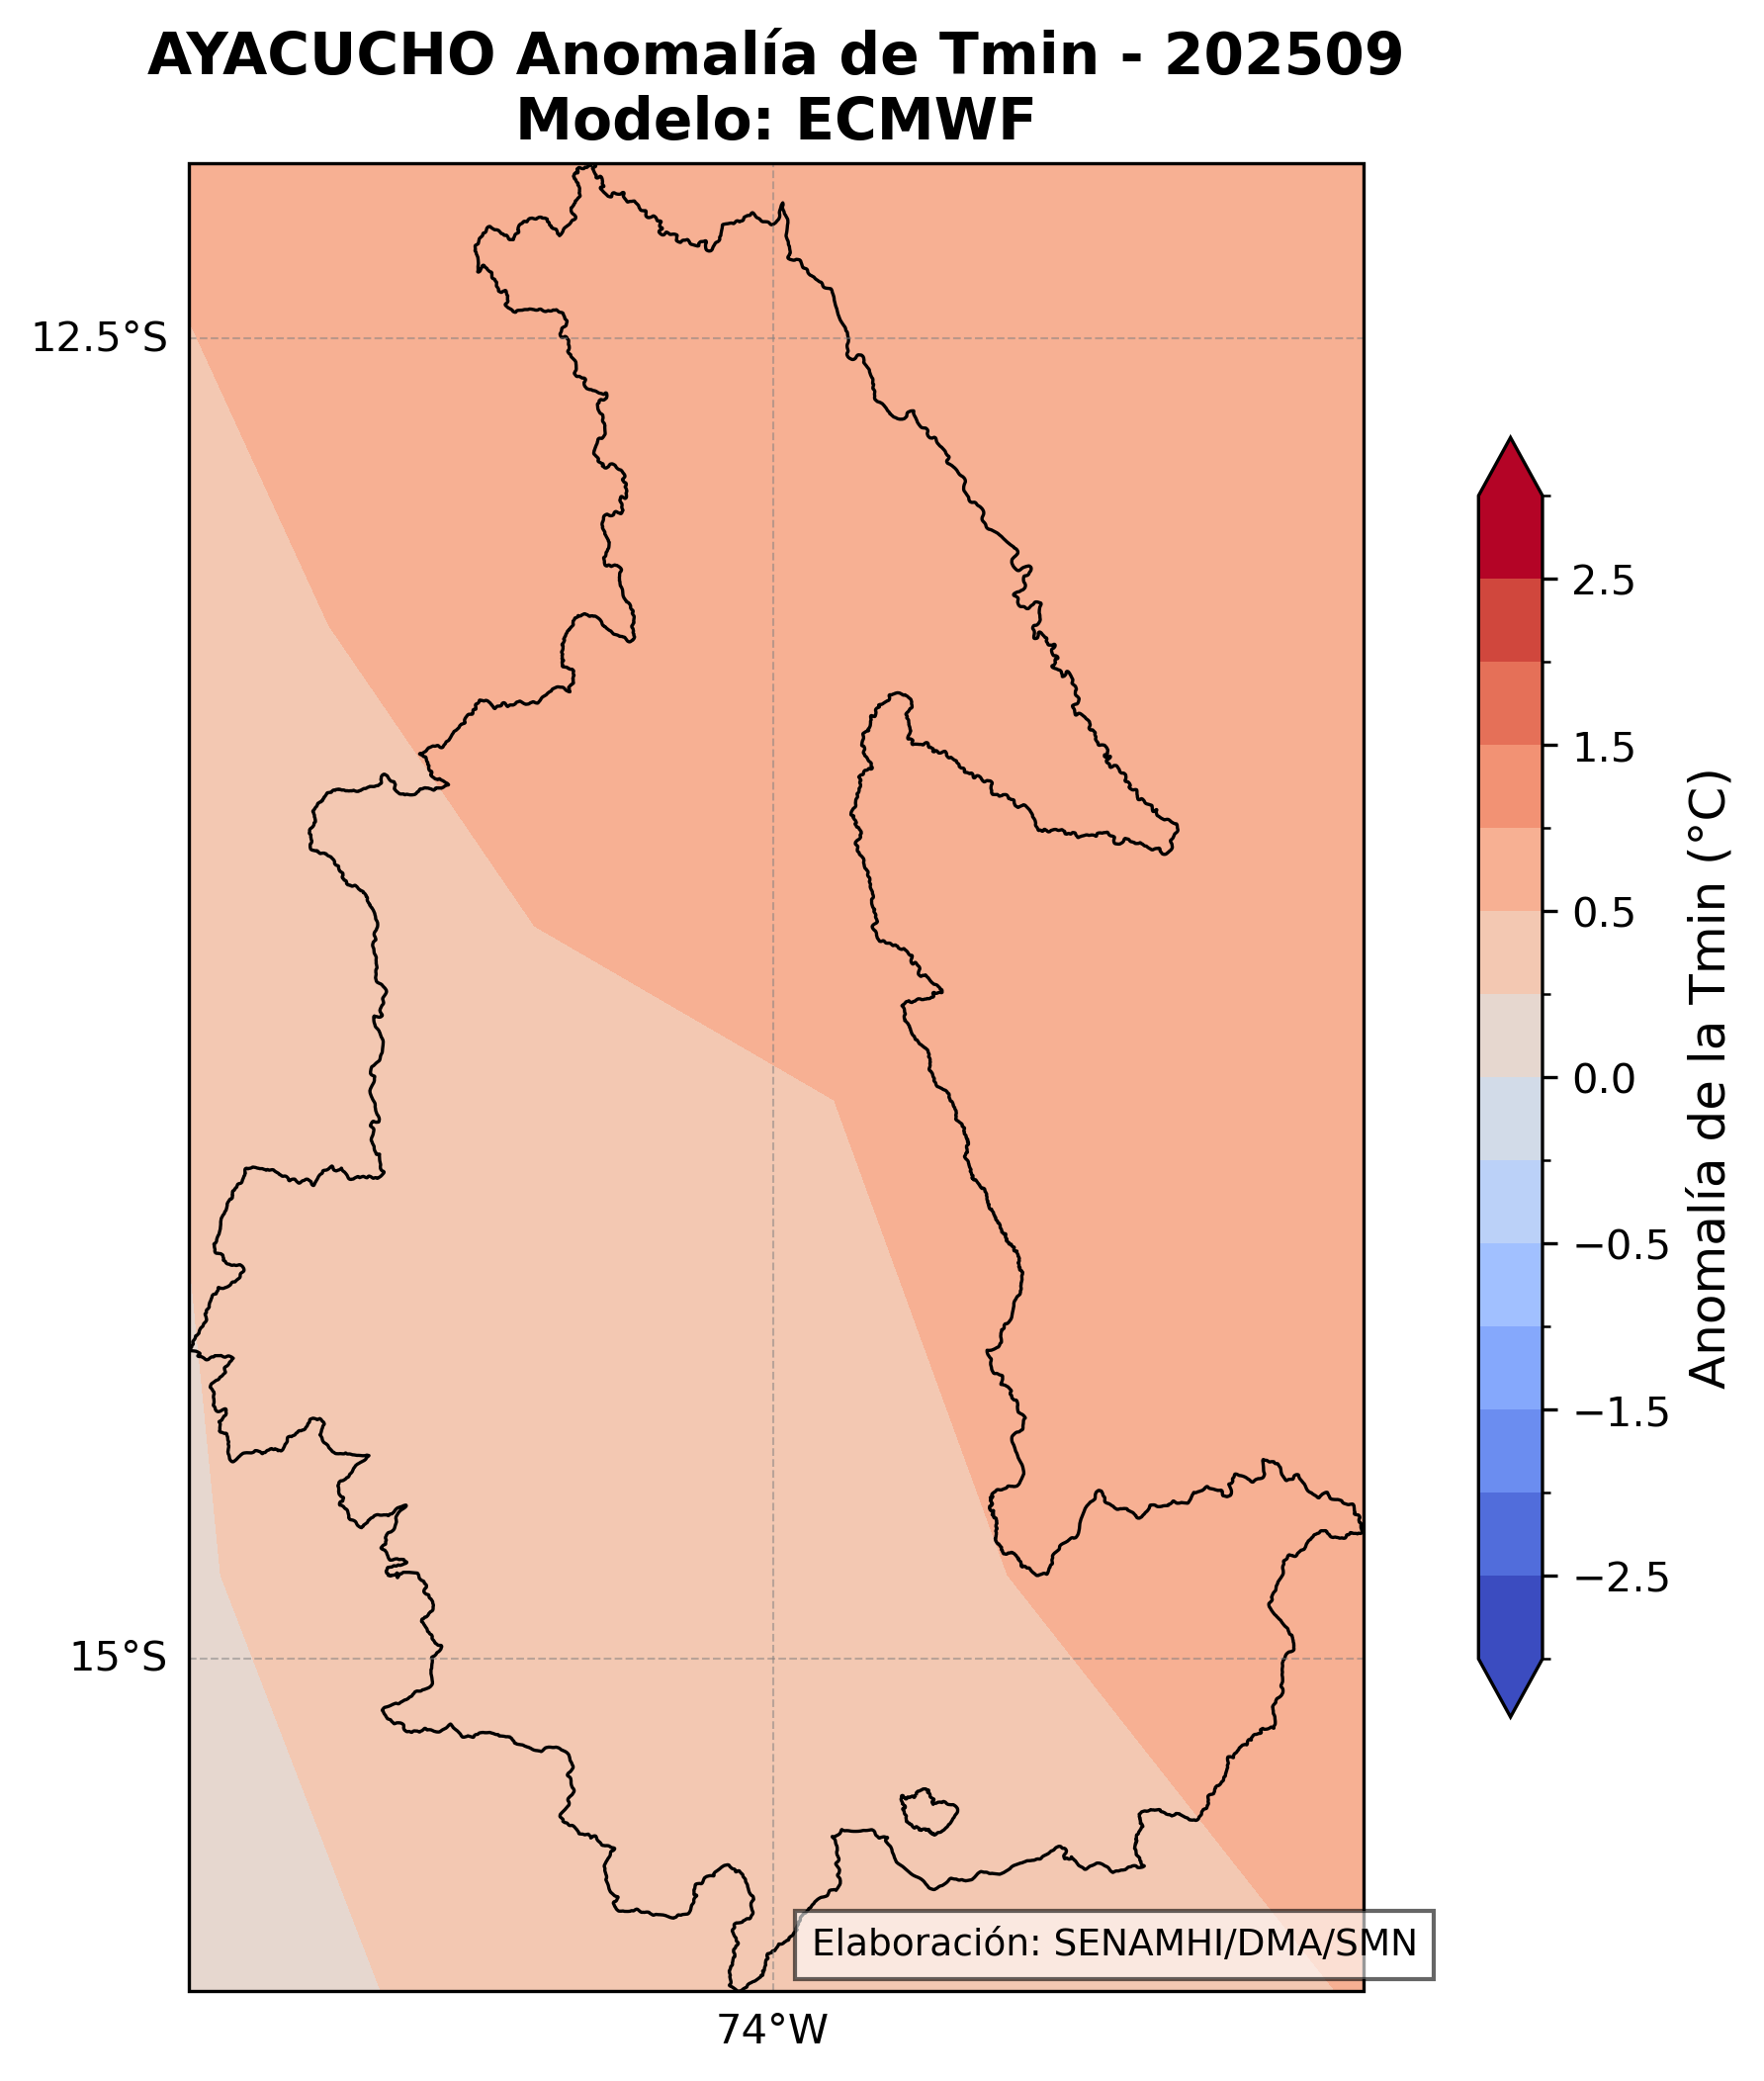 AYACUCHO Anomalía de Tmin - 202509
Modelo: ECMWF
12.5°S
15°S
74°W
2.5
1.5
0.5
0.0
−0.5
−1.5
−2.5
Anomalía de la Tmin (°C)
Elaboración: SENAMHI/DMA/SMN